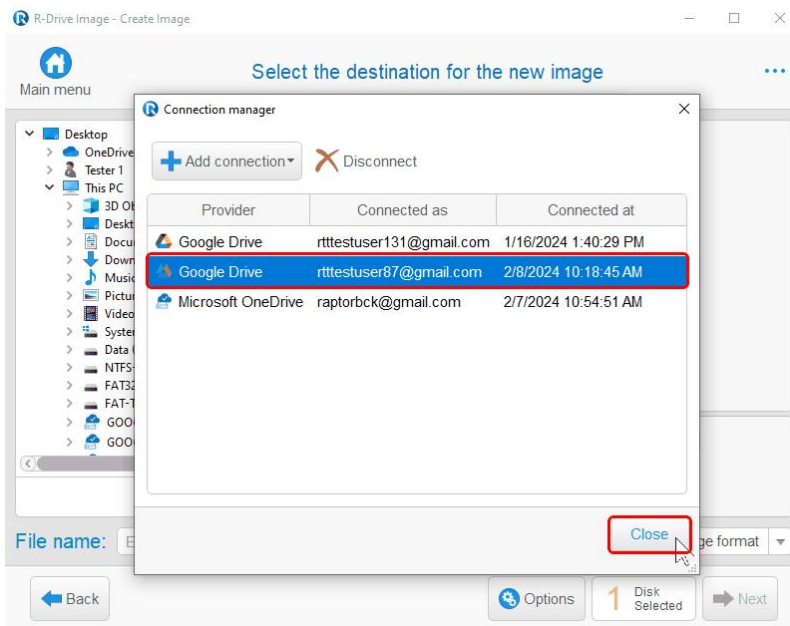 R-Drive Image - Create Image
Main menu
Select the destination for the new image
Connection manager
Add connection
Disconnect
Provider Connected as Connected at
Google Drive rtttestuser131@gmail.com 1/16/2024 1:40:29 PM
Google Drive rtttestuser87@gmail.com 2/8/2024 10:18:45 AM
Microsoft OneDrive raptorbck@gmail.com 2/7/2024 10:54:51 AM
Close
Desktop
OneDrive
Tester 1
This PC
3D Ob
Deskt
Docu
Down
Music
Pictur
Video
System
Data (
NTFS-
FAT32
FAT-T
GOO
GOO
File name: E
ge format
Back
Options
1 Disk
Selected
Next